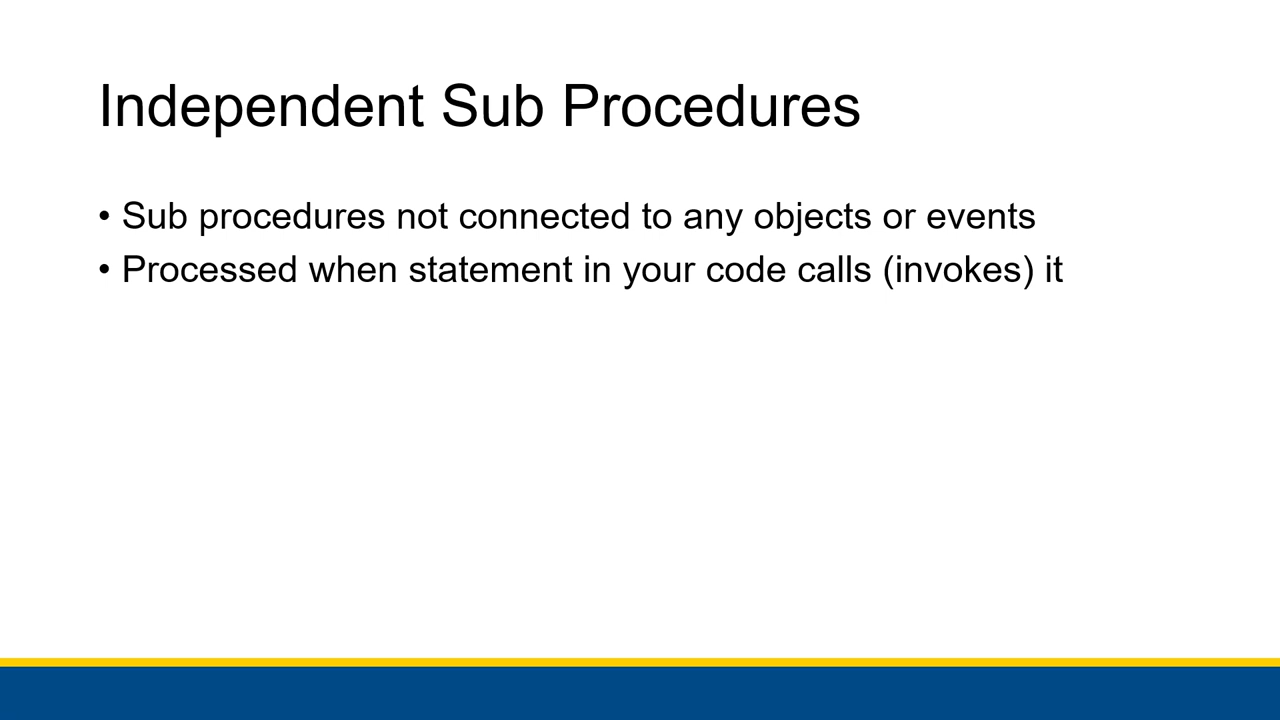 Independent Sub Procedures
• Sub procedures not connected to any objects or events
• Processed when statement in your code calls (invokes) it